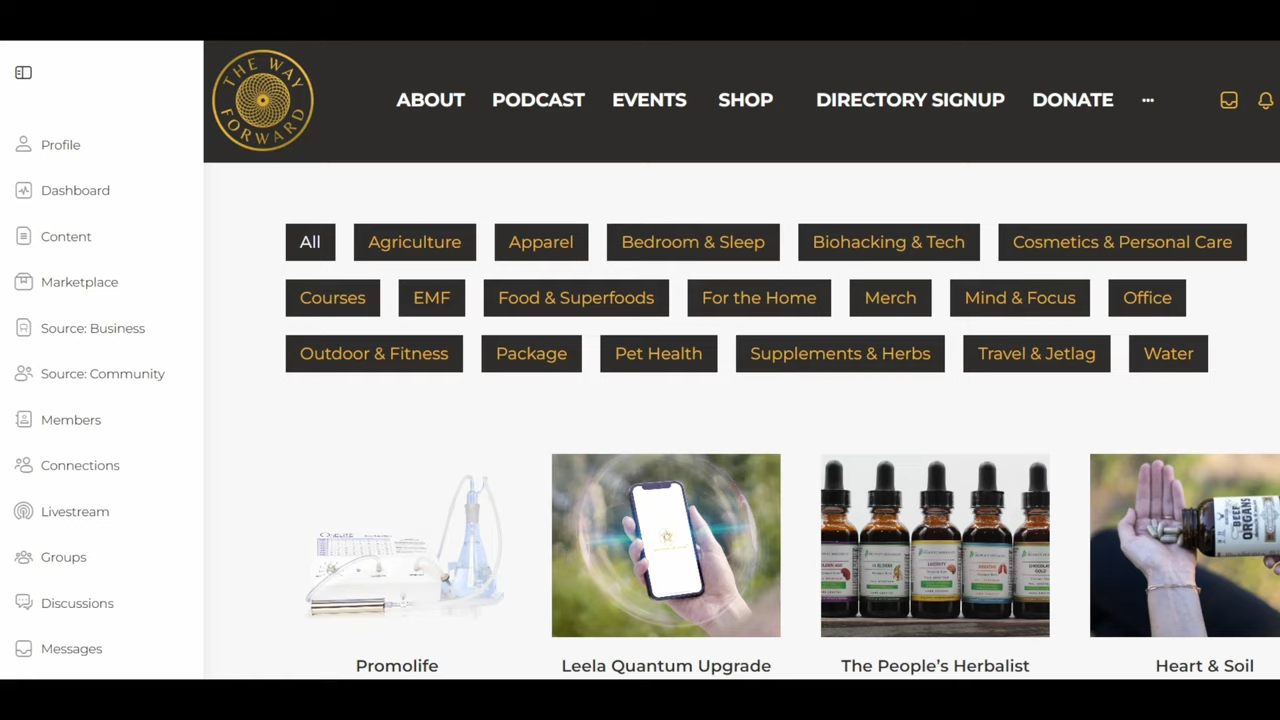 THE WAY
FORWARD
ABOUT PODCAST EVENTS SHOP DIRECTORY SIGNUP DONATE ...
Profile
Dashboard
Content
Marketplace
Source: Business
Source: Community
Members
Connections
Livestream
Groups
Discussions
Messages
All Agriculture Apparel Bedroom & Sleep Biohacking & Tech Cosmetics & Personal Care
Courses EMF Food & Superfoods For the Home Merch Mind & Focus Office
Outdoor & Fitness Package Pet Health Supplements & Herbs Travel & Jetlag Water
BEEF
ORGANS
Promolife Leela Quantum Upgrade The People’s Herbalist Heart & Soil